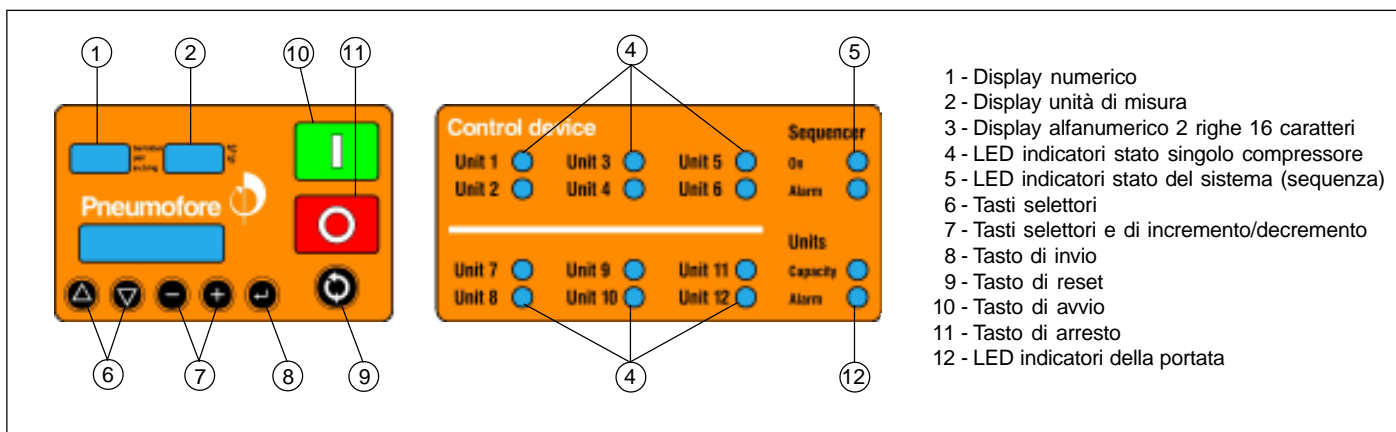 1
2
10
11
4
5
Pneumofore
Control device
Sequencer
Unit 1
Unit 3
Unit 5
On
Unit 2
Unit 4
Unit 6
Alarm
Units
Unit 7
Unit 9
Unit 11
Capacity
Unit 8
Unit 10
Unit 12
Alarm
6
7
8
9
4
12
1 - Display numerico
2 - Display unità di misura
3 - Display alfanumerico 2 righe 16 caratteri
4 - LED indicatori stato singolo compressore
5 - LED indicatori stato del sistema (sequenza)
6 - Tasti selettori
7 - Tasti selettori e di incremento/decremento
8 - Tasto di invio
9 - Tasto di reset
10 - Tasto di avvio
11 - Tasto di arresto
12 - LED indicatori della portata